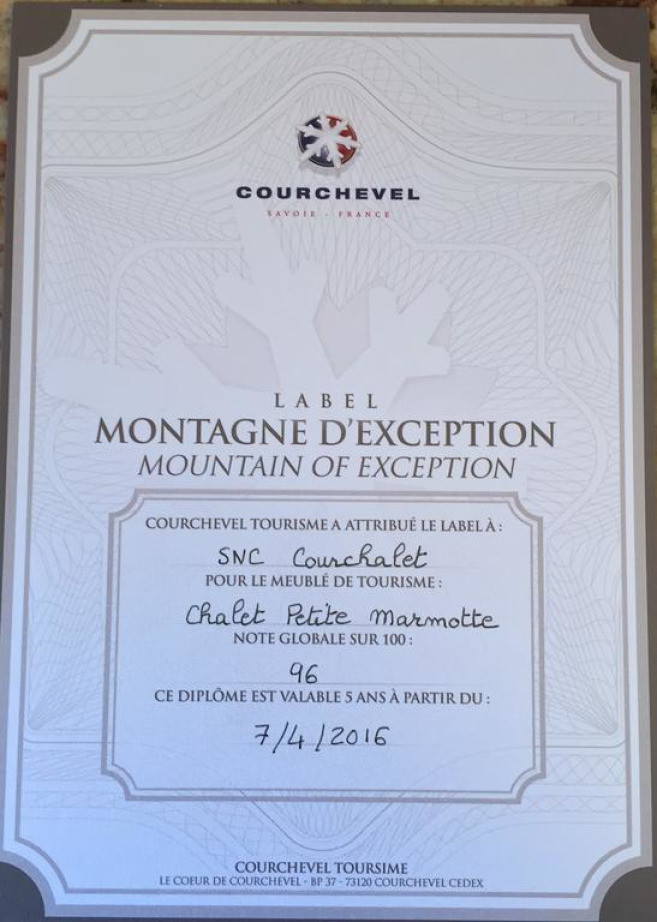 COURCHEVEL
SAVOIE - FRANCE
LABEL
MONTAGNE D'EXCEPTION
MOUNTAIN OF EXCEPTION
COURCHEVEL TOURISME A ATTRIBUÉ LE LABEL À :
SNC Courchalet
POUR LE MEUBLÉ DE TOURISME :
Chalet Petite Marmotte
NOTE GLOBALE SUR 100 :
96
CE DIPLÔME EST VALABLE 5 ANS À PARTIR DU :
7/4/2016
COURCHEVEL TOURSIME
LE COEUR DE COURCHEVEL - BP 37 - 73120 COURCHEVEL CEDEX